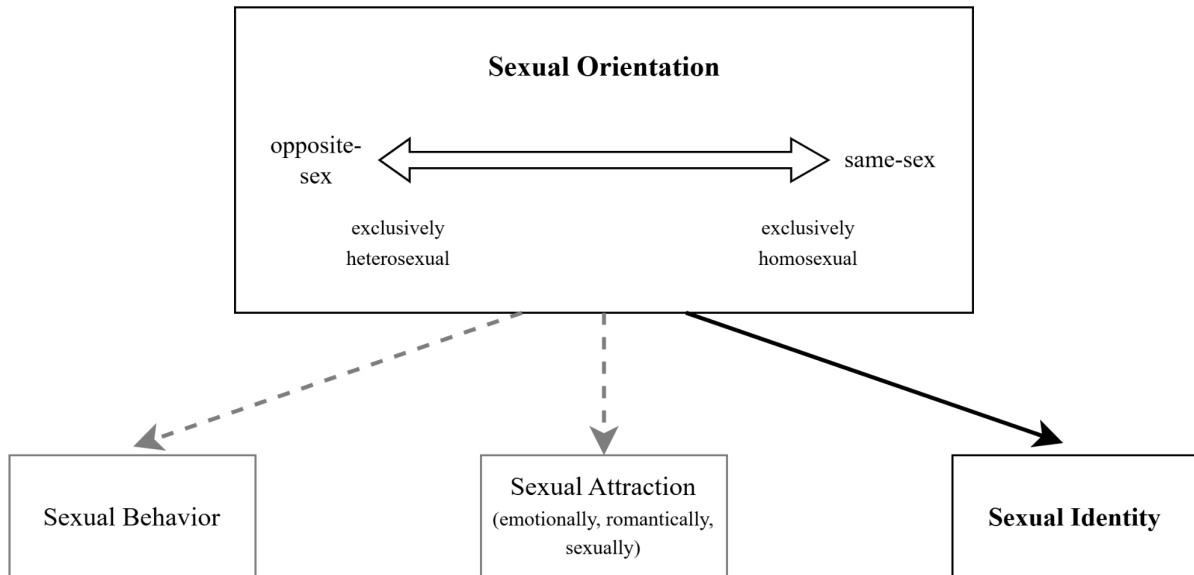 Sexual Orientation
opposite-
sex
same-sex
exclusively
heterosexual
exclusively
homosexual
Sexual Behavior
Sexual Attraction
(emotionally, romantically,
sexually)
Sexual Identity